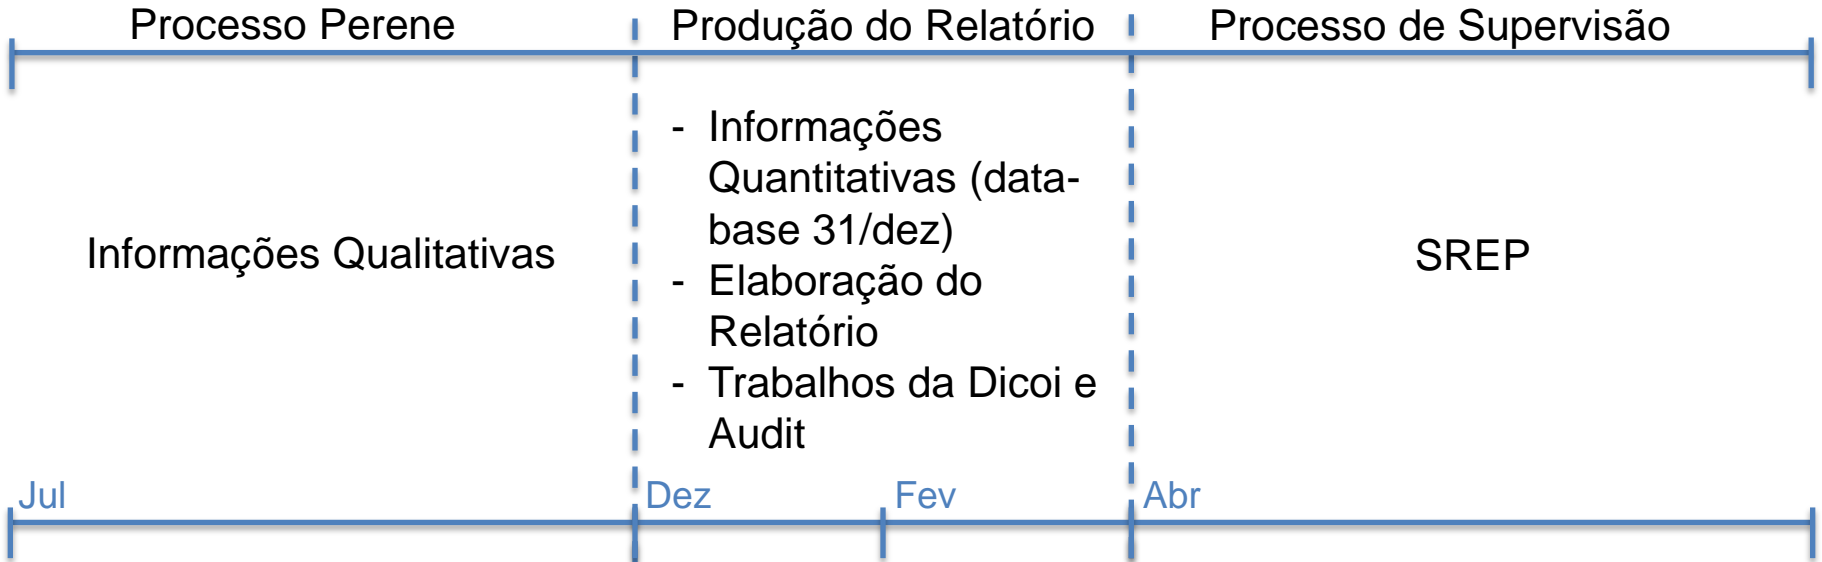 Processo Perene
Produção do Relatório
Processo de Supervisão
Informações Qualitativas
- Informações
Quantitativas (data-
base 31/dez)
- Elaboração do
Relatório
- Trabalhos da Dicoi e
Audit
SREP
Jul
Dez
Fev
Abr